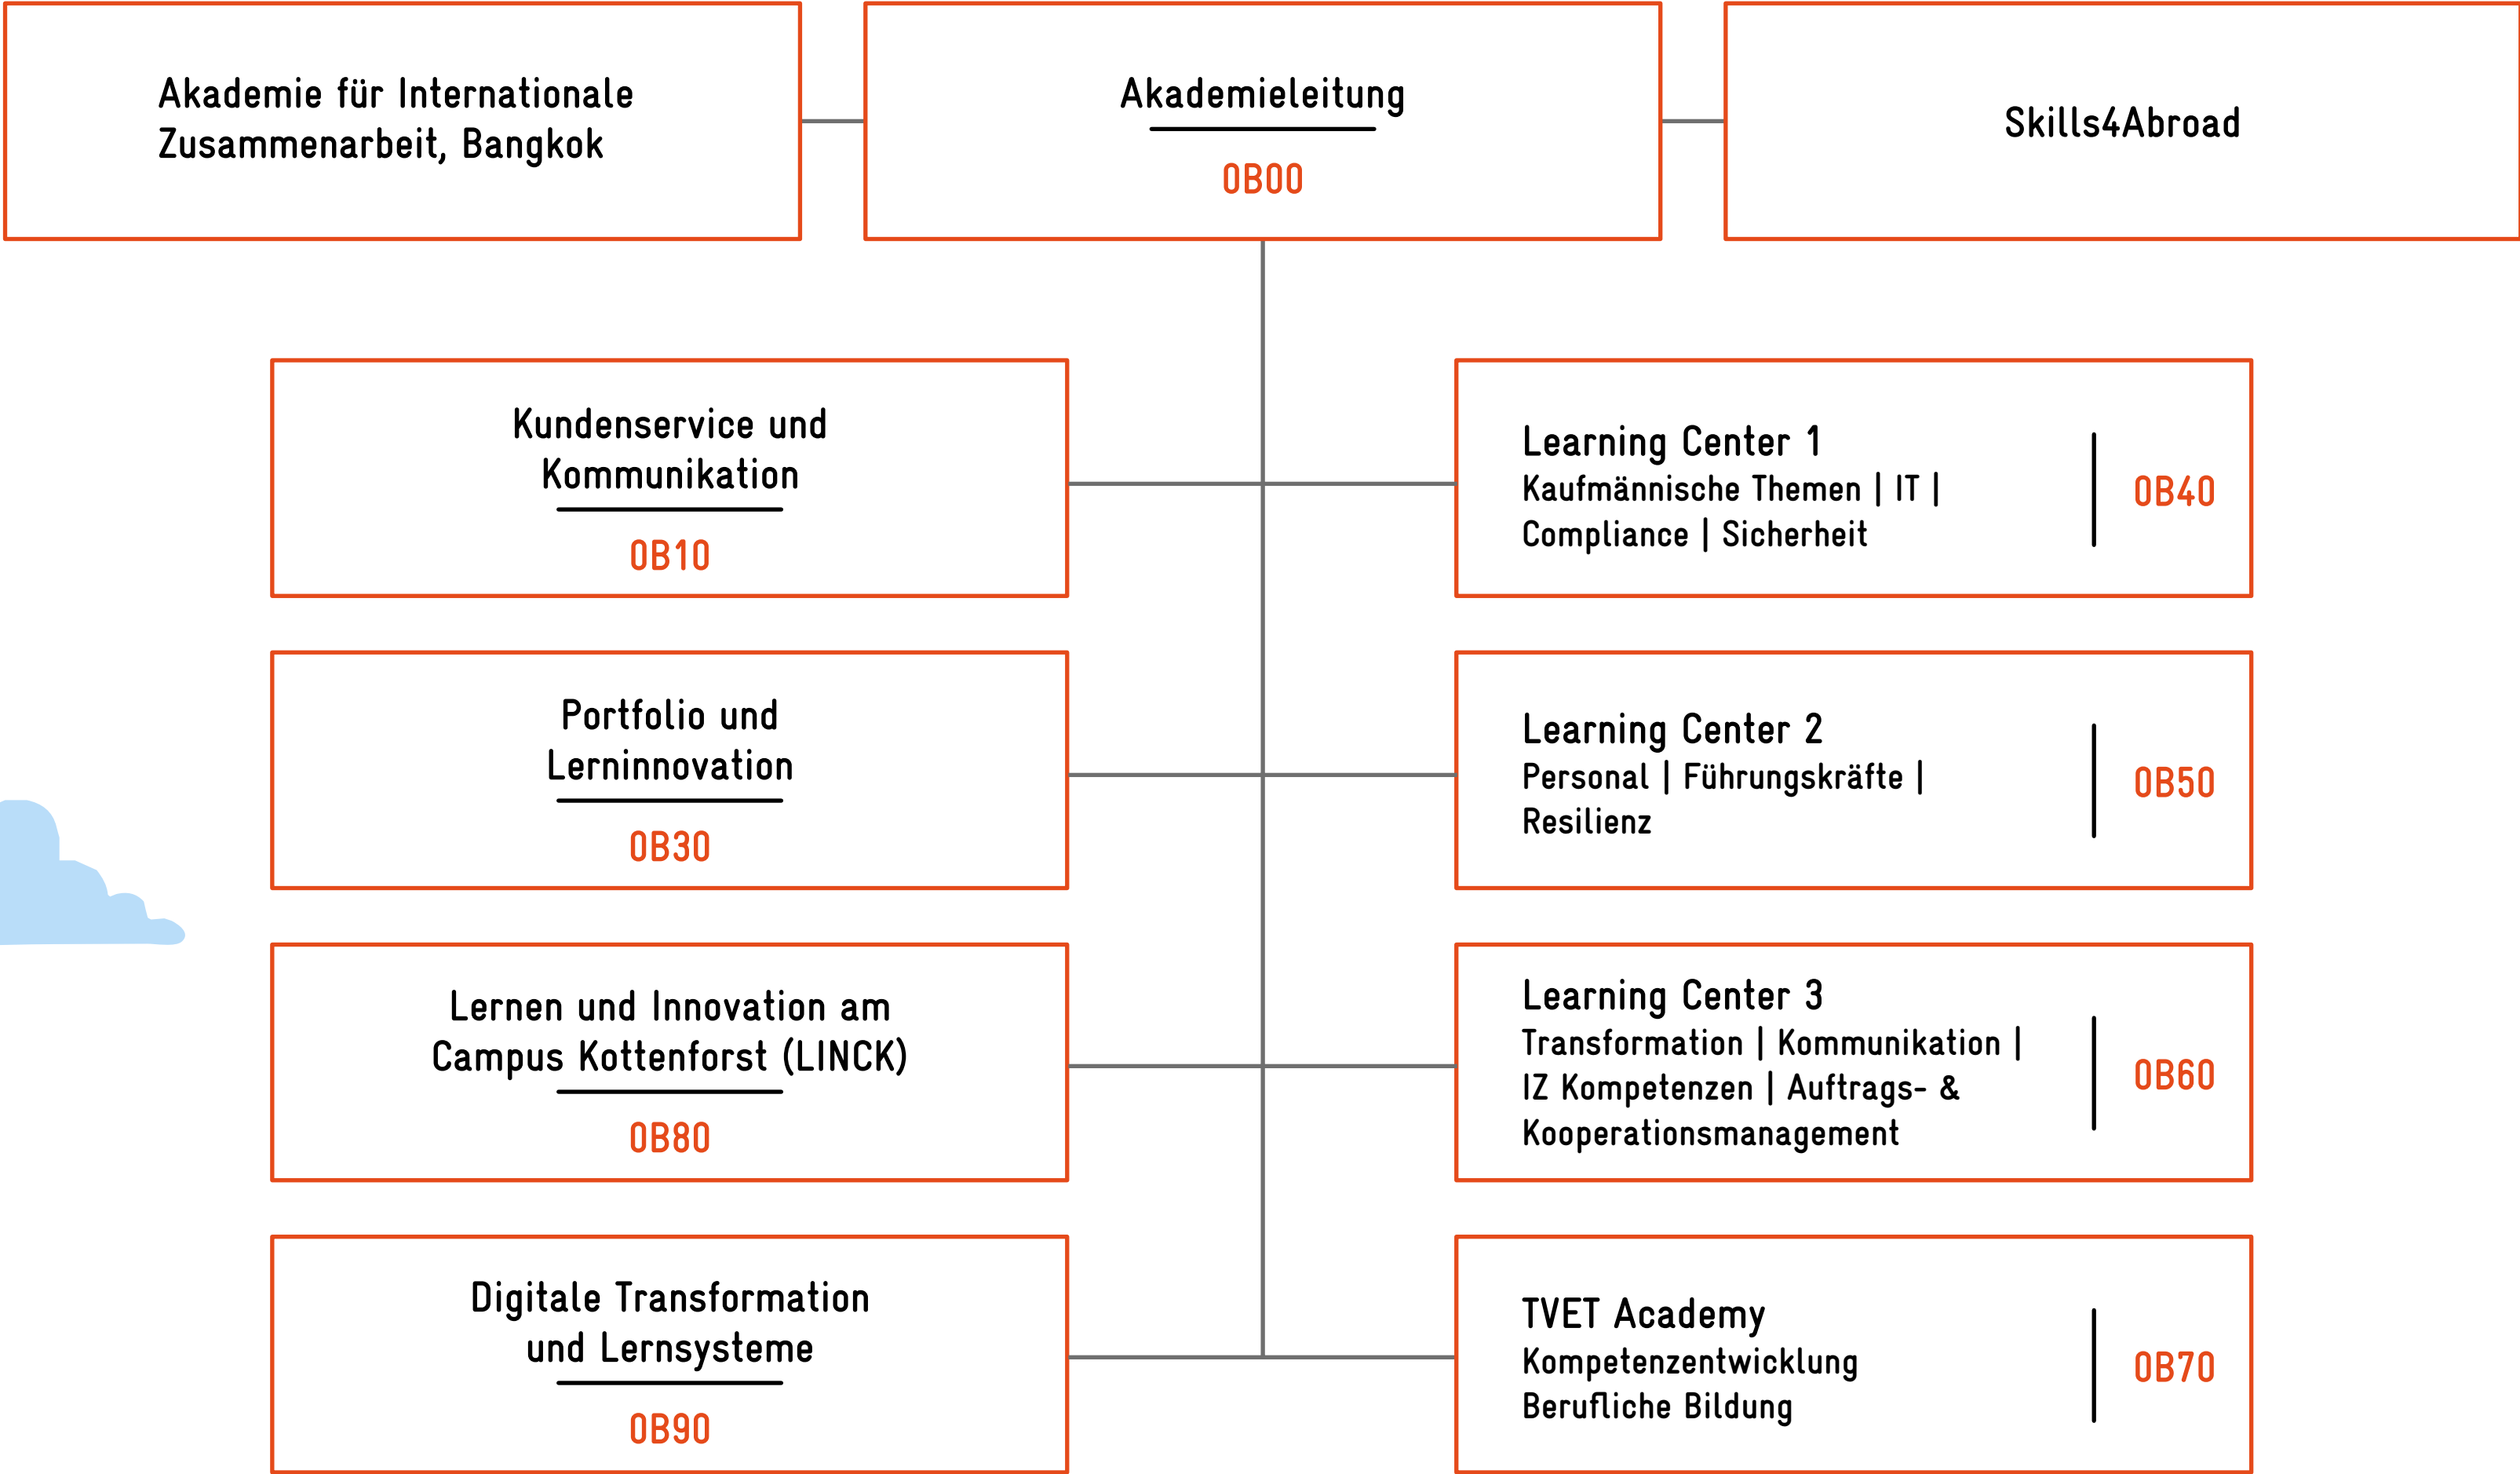 Akademie für Internationale
Zusammenarbeit, Bangkok
Akademieleitung
0B00
Skills4Abroad
Kundenservice und
Kommunikation
0B10
Learning Center 1
Kaufmännische Themen | IT |
Compliance | Sicherheit
0B40
Portfolio und
Lerninnovation
0B30
Learning Center 2
Personal | Führungskräfte |
Resilienz
0B50
Lernen und Innovation am
Campus Kottenforst (LINCK)
0B80
Learning Center 3
Transformation | Kommunikation |
IZ Kompetenzen | Auftrags- &
Kooperationsmanagement
0B60
Digitale Transformation
und Lernsysteme
0B90
TVET Academy
Kompetenzentwicklung
Berufliche Bildung
0B70